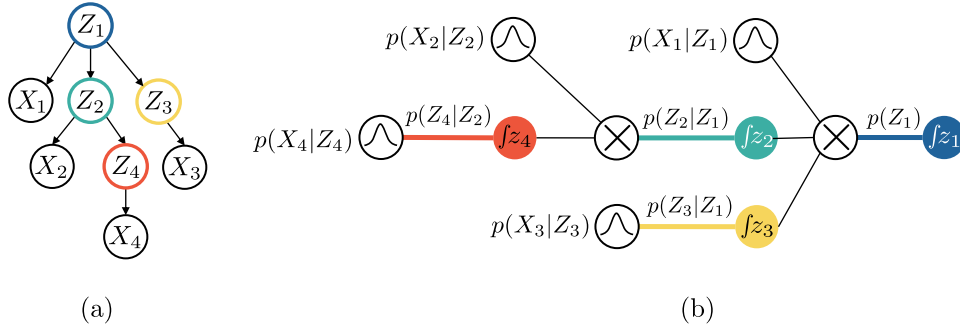 Z₁
X₁
Z₂
Z₃
X₂
Z₄
X₃
X₄
(a)
p(X₂|Z₂)
p(X₁|Z₁)
p(X₄|Z₄)
p(Z₄|Z₂)
∫z₄
p(Z₂|Z₁)
∫z₂
p(Z₁)
∫z₁
p(X₃|Z₃)
p(Z₃|Z₁)
∫z₃
(b)